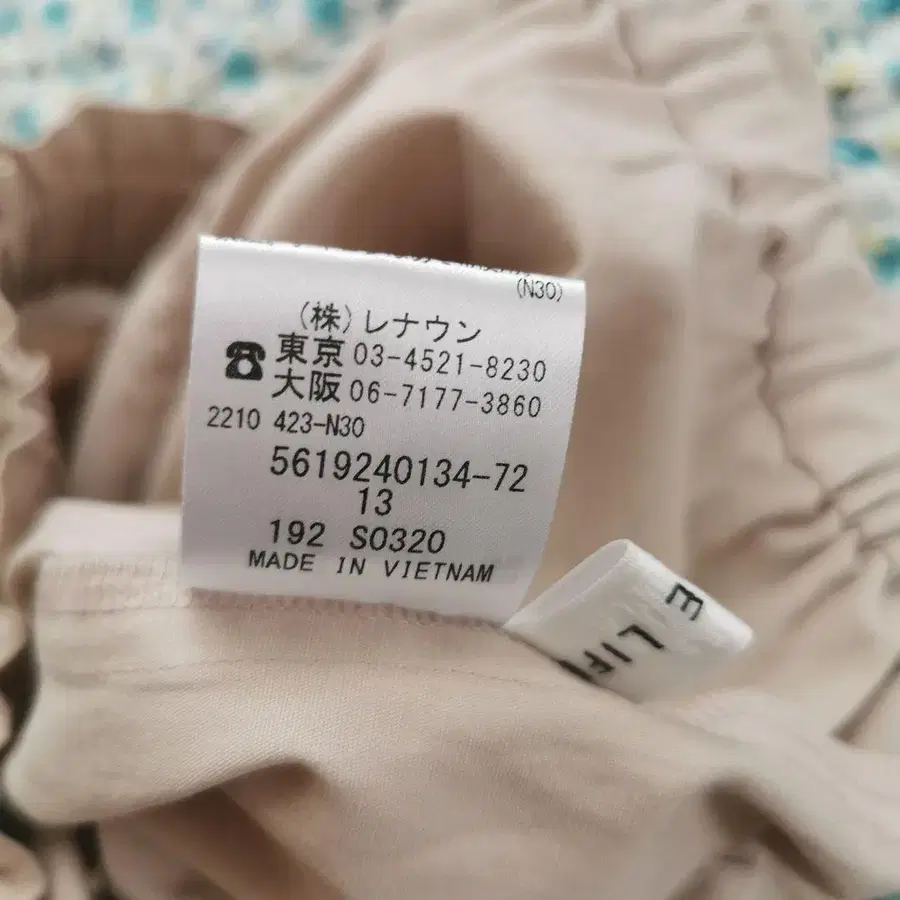 (N30)
(株)レナウン
☎東京 03-4521-8230
大阪 06-7177-3860
2210 423-N30
5619240134-72
13
192 S0320
MADE IN VIETNAM
E
LIF